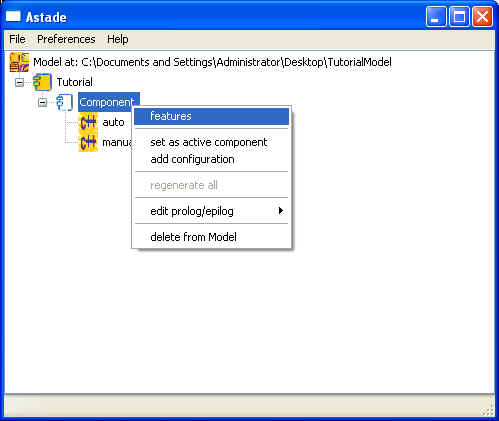 Astade
File Preferences Help
Model at: C:\Documents and Settings\Administrator\Desktop\TutorialModel
Tutorial
Component
features
auto
set as active component
manua
add configuration
regenerate all
edit prolog/epilog
delete from Model